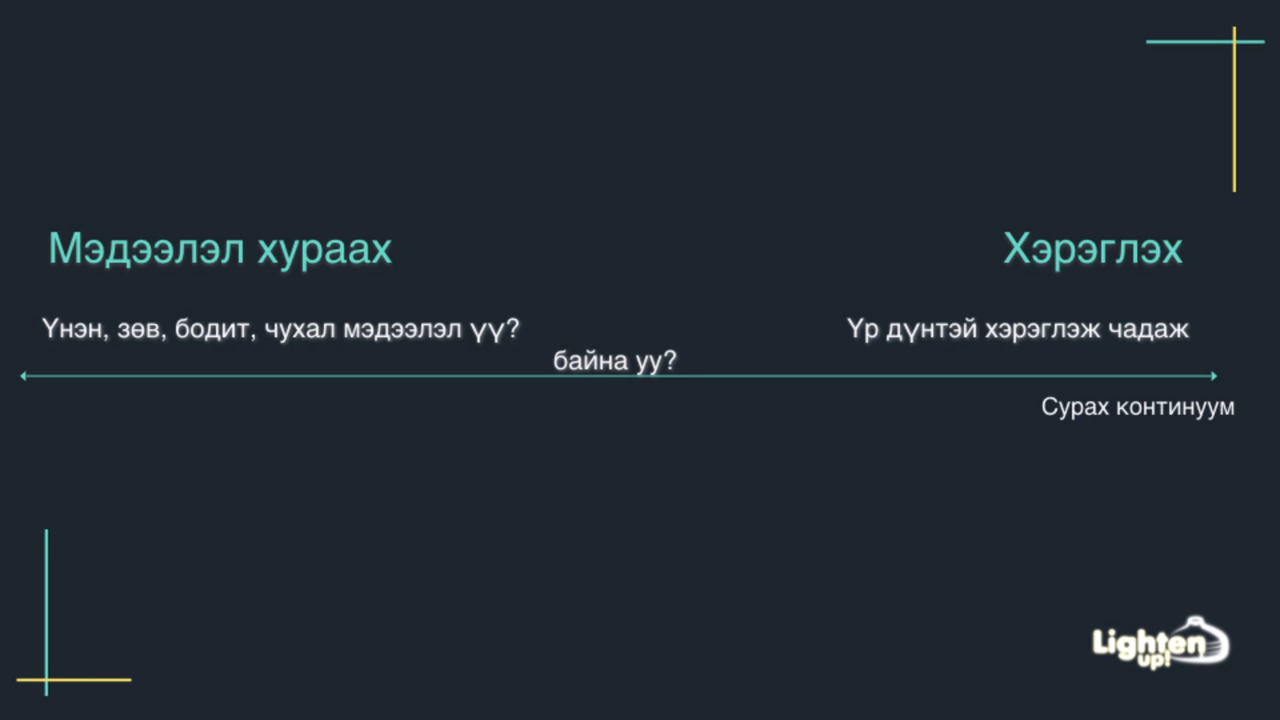 Мэдээлэл хураах
Хэрэглэх
Үнэн, зөв, бодит, чухал мэдээлэл үү?
Үр дүнтэй хэрэглэж чадаж
байна уу?
Сурах континуум
Lighten
up!